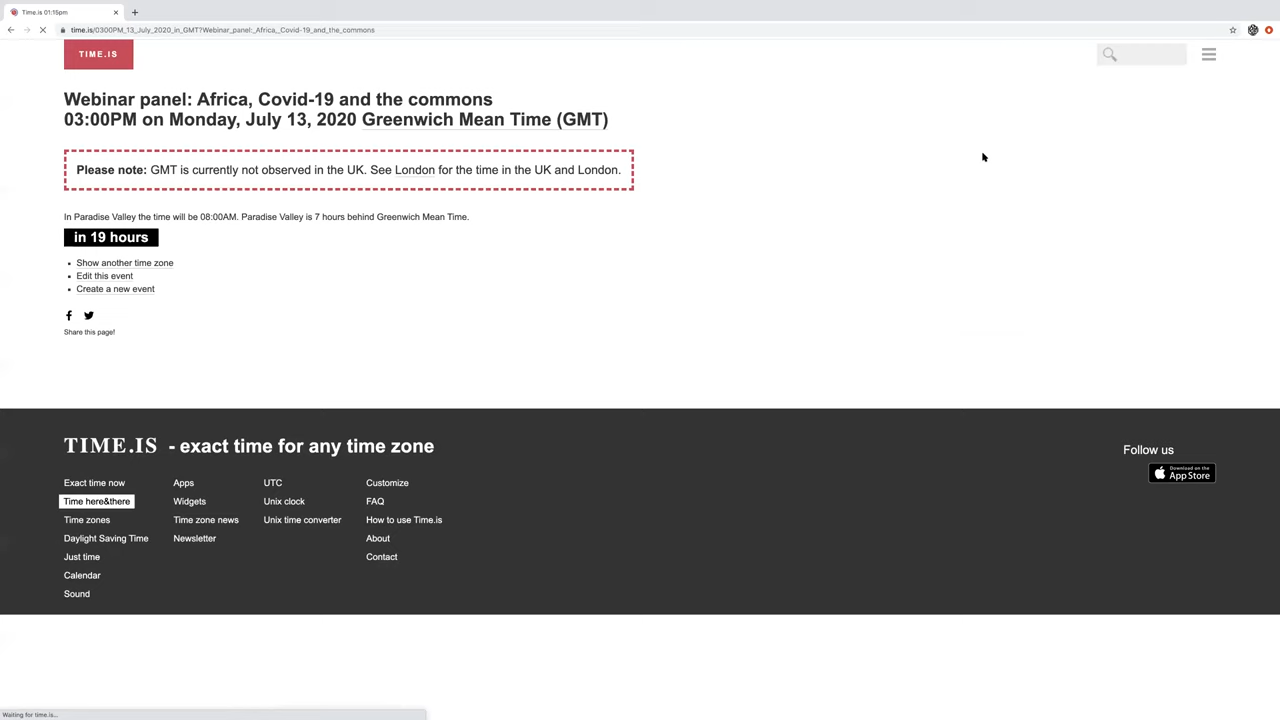 Time.is 01:15pm
time.is/0300PM_13_July_2020_in_GMT?Webinar_panel:_Africa,_Covid-19_and_the_commons
TIME.IS
Webinar panel: Africa, Covid-19 and the commons
03:00PM on Monday, July 13, 2020 Greenwich Mean Time (GMT)
Please note: GMT is currently not observed in the UK. See London for the time in the UK and London.
In Paradise Valley the time will be 08:00AM. Paradise Valley is 7 hours behind Greenwich Mean Time.
in 19 hours
Show another time zone
Edit this event
Create a new event
Share this page!
TIME.IS - exact time for any time zone
Follow us
Download on the
App Store
Exact time now Apps UTC Customize
Time here&there Widgets Unix clock FAQ
Time zones Time zone news Unix time converter How to use Time.is
Daylight Saving Time Newsletter About
Just time Contact
Calendar
Sound
Waiting for time.is...